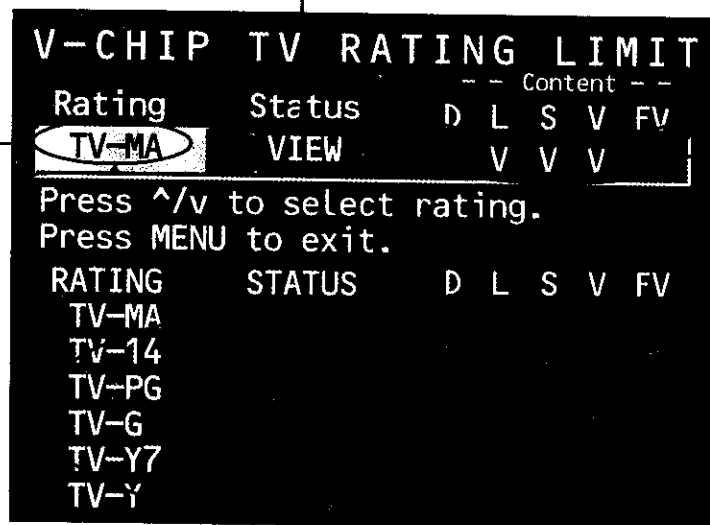 V-CHIP TV RATING LIMIT
- - Content - -
Rating Status D L S V FV
TV-MA VIEW V V V
Press ^/v to select rating.
Press MENU to exit.
RATING STATUS D L S V FV
TV-MA
TV-14
TV-PG
TV-G
TV-Y7
TV-Y